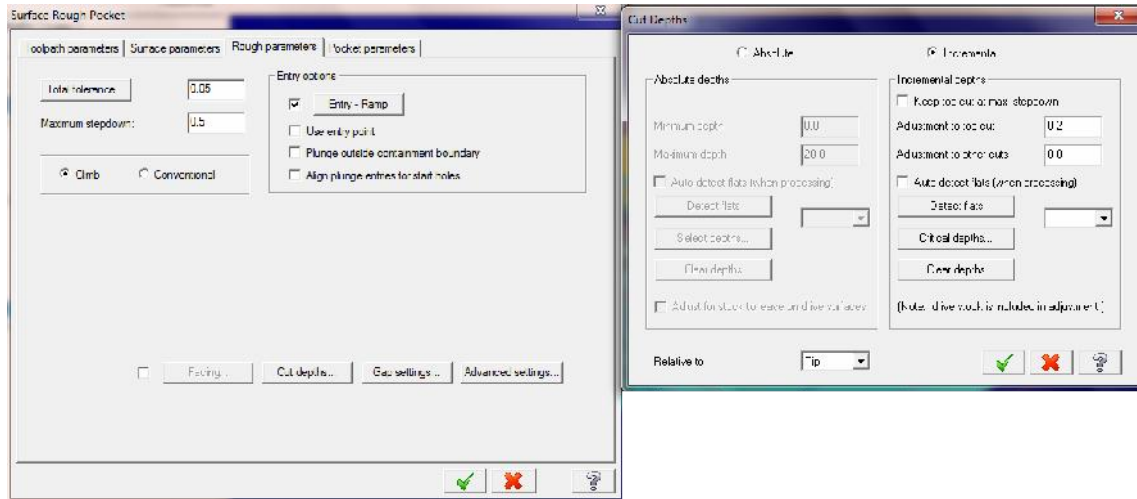 Surface Rough Pocket
Toolpath parameters
Surface parameters
Rough parameters
Pocket parameters
Total tolerance
0.05
Maximum stepdown:
0.5
Climb
Conventional
Entry options
Entry - Ramp
Use entry point
Plunge outside containment boundary
Align plunge entries for start holes
Facing...
Cut depths...
Gap settings...
Advanced settings...
Cut Depths
Absolute
Incremental
Absolute depths
Minimum depth
0.0
Maximum depth
20.0
Auto detect flats (when processing)
Detect flats
Select depths...
Clear depths
Adjust for stock to leave on drive surfaces
Incremental depths
Keep top cut at max. stepdown
Adjustment to top cut
0.2
Adjustment to other cuts
0.0
Auto detect flats (when processing)
Detect flats
Critical depths...
Clear depths
(Note: drive stock is included in adjustment.)
Relative to
Tip